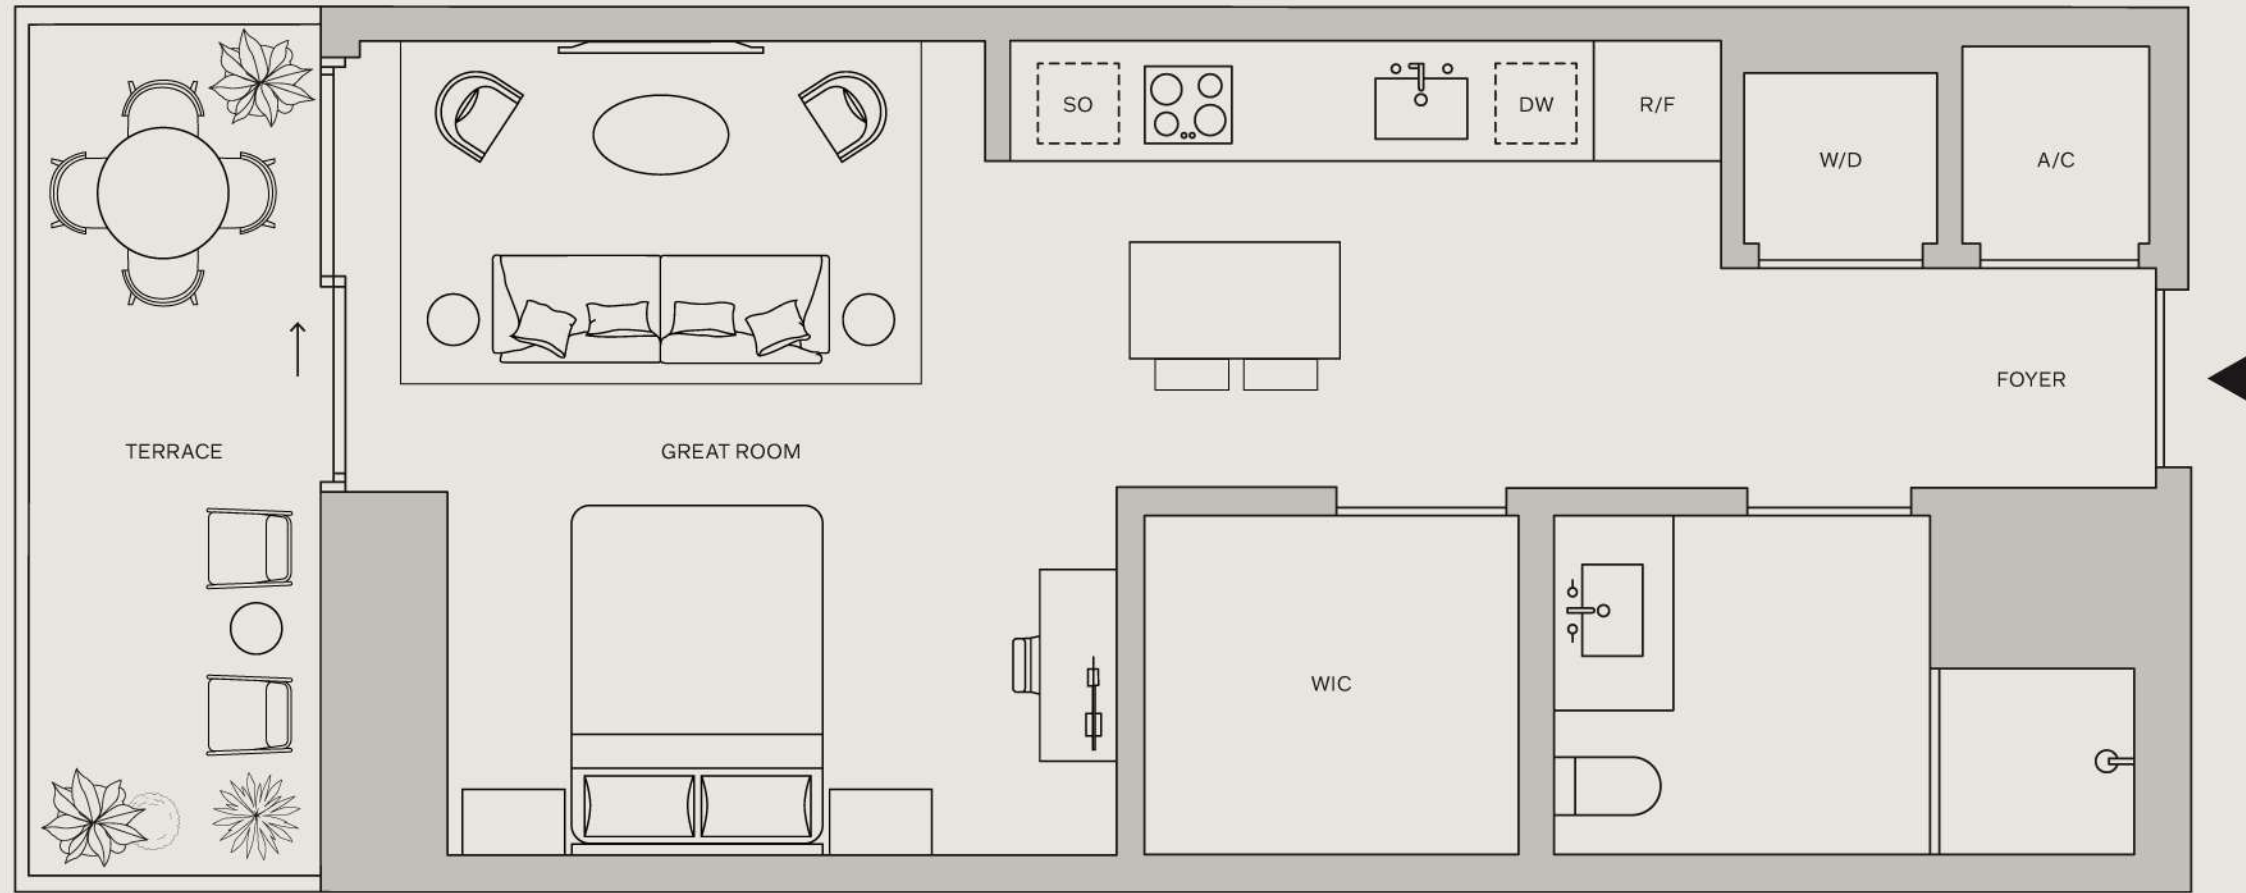 SO
DW
R/F
W/D
A/C
FOYER
TERRACE
GREAT ROOM
WIC